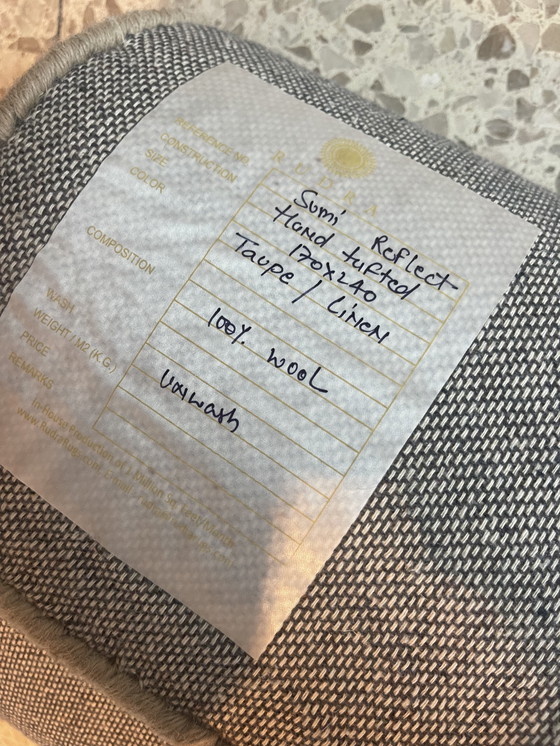 RUDRA
REFERENCE NO. Sumi Reflect
CONSTRUCTION Hand tufted
SIZE 170x240
COLOR Taupe / Linen
COMPOSITION 100% wool
WASH Unwash
WEIGHT / M2 (K.G.)
PRICE
REMARKS